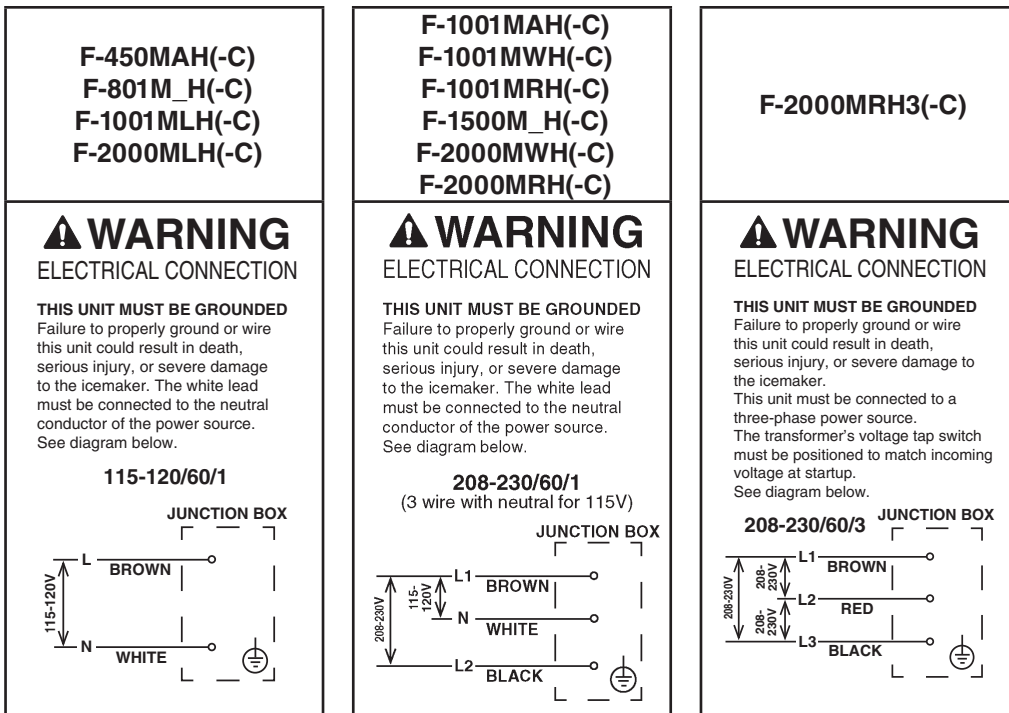 F-450MAH(-C)
F-801M_H(-C)
F-1001MLH(-C)
F-2000MLH(-C)
WARNING
ELECTRICAL CONNECTION
THIS UNIT MUST BE GROUNDED
Failure to properly ground or wire
this unit could result in death,
serious injury, or severe damage
to the icemaker. The white lead
must be connected to the neutral
conductor of the power source.
See diagram below.
115-120/60/1
JUNCTION BOX
L
BROWN
115-120V
N
WHITE
F-1001MAH(-C)
F-1001MWH(-C)
F-1001MRH(-C)
F-1500M_H(-C)
F-2000MWH(-C)
F-2000MRH(-C)
WARNING
ELECTRICAL CONNECTION
THIS UNIT MUST BE GROUNDED
Failure to properly ground or wire
this unit could result in death,
serious injury, or severe damage
to the icemaker. The white lead
must be connected to the neutral
conductor of the power source.
See diagram below.
208-230/60/1
(3 wire with neutral for 115V)
JUNCTION BOX
L1
BROWN
208-230V
115-
120V
N
WHITE
L2
BLACK
F-2000MRH3(-C)
WARNING
ELECTRICAL CONNECTION
THIS UNIT MUST BE GROUNDED
Failure to properly ground or wire
this unit could result in death,
serious injury, or severe damage to
the icemaker.
This unit must be connected to a
three-phase power source.
The transformer's voltage tap switch
must be positioned to match incoming
voltage at startup.
See diagram below.
208-230/60/3
JUNCTION BOX
L1
BROWN
208-230V
208-
230V
L2
RED
208-
230V
L3
BLACK